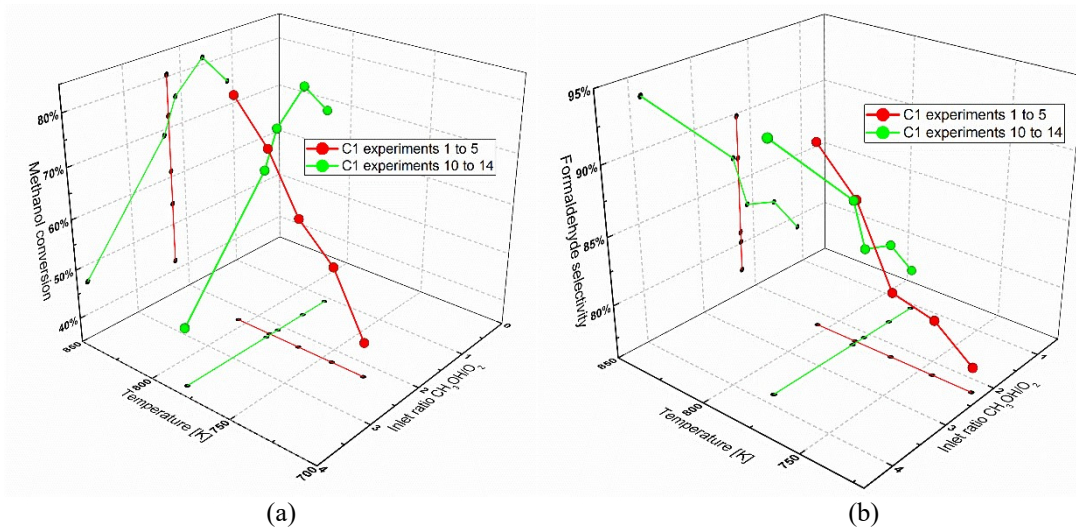 80%
70%
60%
50%
40%
Methanol conversion
850
800
750
700
Temperature [K]
0
1
2
3
4
Inlet ratio CH₃OH/O₂
C1 experiments 1 to 5
C1 experiments 10 to 14
(a)
95%
90%
85%
80%
Formaldehyde selectivity
850
800
750
Temperature [K]
1
2
3
4
Inlet ratio CH₃OH/O₂
C1 experiments 1 to 5
C1 experiments 10 to 14
(b)